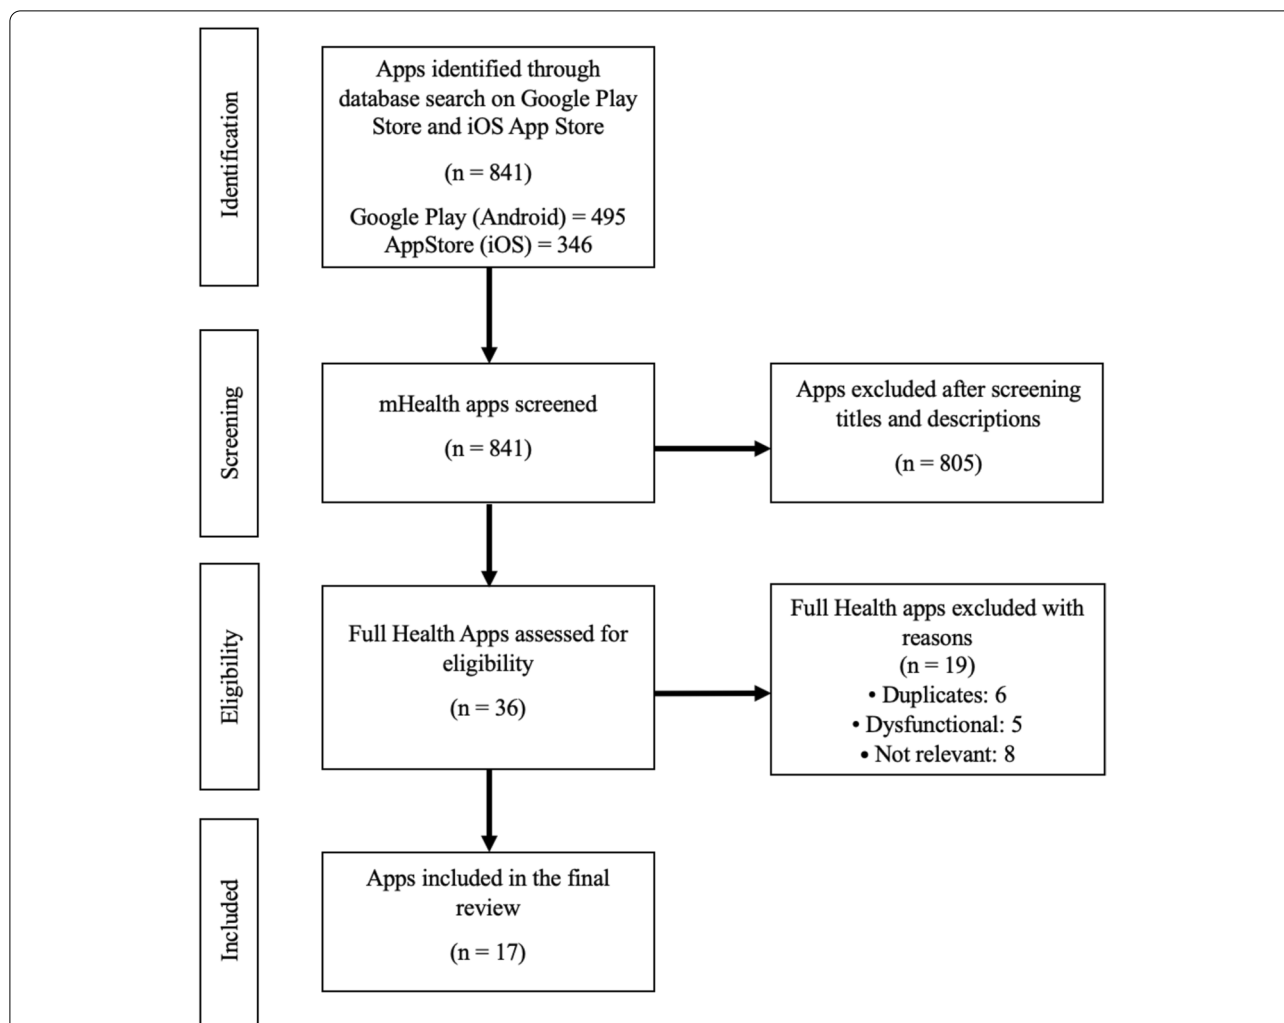 Identification
Apps identified through
database search on Google Play
Store and iOS App Store
(n = 841)
Google Play (Android) = 495
AppStore (iOS) = 346
Screening
mHealth apps screened
(n = 841)
Apps excluded after screening
titles and descriptions
(n = 805)
Eligibility
Full Health Apps assessed for
eligibility
(n = 36)
Full Health apps excluded with
reasons
(n = 19)
• Duplicates: 6
• Dysfunctional: 5
• Not relevant: 8
Included
Apps included in the final
review
(n = 17)